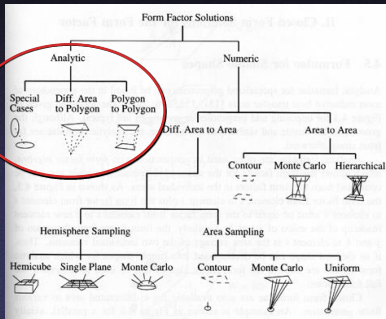 Form Factor Solutions
Analytic
Numeric
Special Cases
Diff. Area to Polygon
Polygon to Polygon
Diff. Area to Area
Area to Area
Contour
Monte Carlo
Hierarchical
Hemisphere Sampling
Area Sampling
Hemicube
Single Plane
Monte Carlo
Contour
Monte Carlo
Uniform